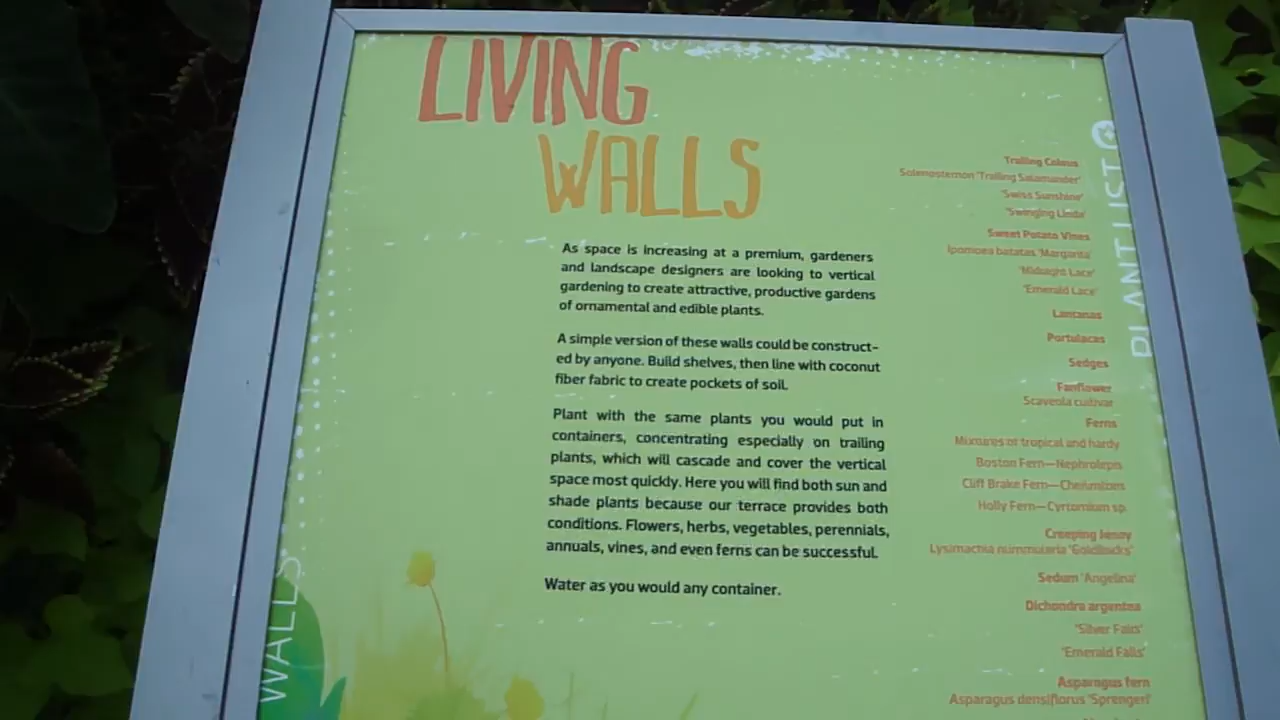 LIVING
WALLS
As space is increasing at a premium, gardeners
and landscape designers are looking to vertical
gardening to create attractive, productive gardens
of ornamental and edible plants.
A simple version of these walls could be construct-
ed by anyone. Build shelves, then line with coconut
fiber fabric to create pockets of soil.
Plant with the same plants you would put in
containers, concentrating especially on trailing
plants, which will cascade and cover the vertical
space most quickly. Here you will find both sun and
shade plants because our terrace provides both
conditions. Flowers, herbs, vegetables, perennials,
annuals, vines, and even ferns can be successful.
Water as you would any container.
WALLS
PLANT LIST
Trailing Coleus
Solenostemon 'Trailing Salamander'
'Swiss Sunshine'
'Swinging Linda'
Sweet Potato Vines
Ipomoea batatas 'Margarita'
'Midnight Lace'
'Emerald Lace'
Lantanas
Portulacas
Sedges
Fanflower
Scaveola cultivar
Ferns
Mixtures of tropical and hardy
Boston Fern—Nephrolepis
Cliff Brake Fern—
Holly Fern—Cyrtomium sp.
Creeping Jenny
Lysimachia nummularia 'Goldilocks'
Sedum 'Angelina'
Dichondra argentea
'Silver Falls'
'Emerald Falls'
Asparagus fern
Asparagus densiflorus 'Sprengeri'